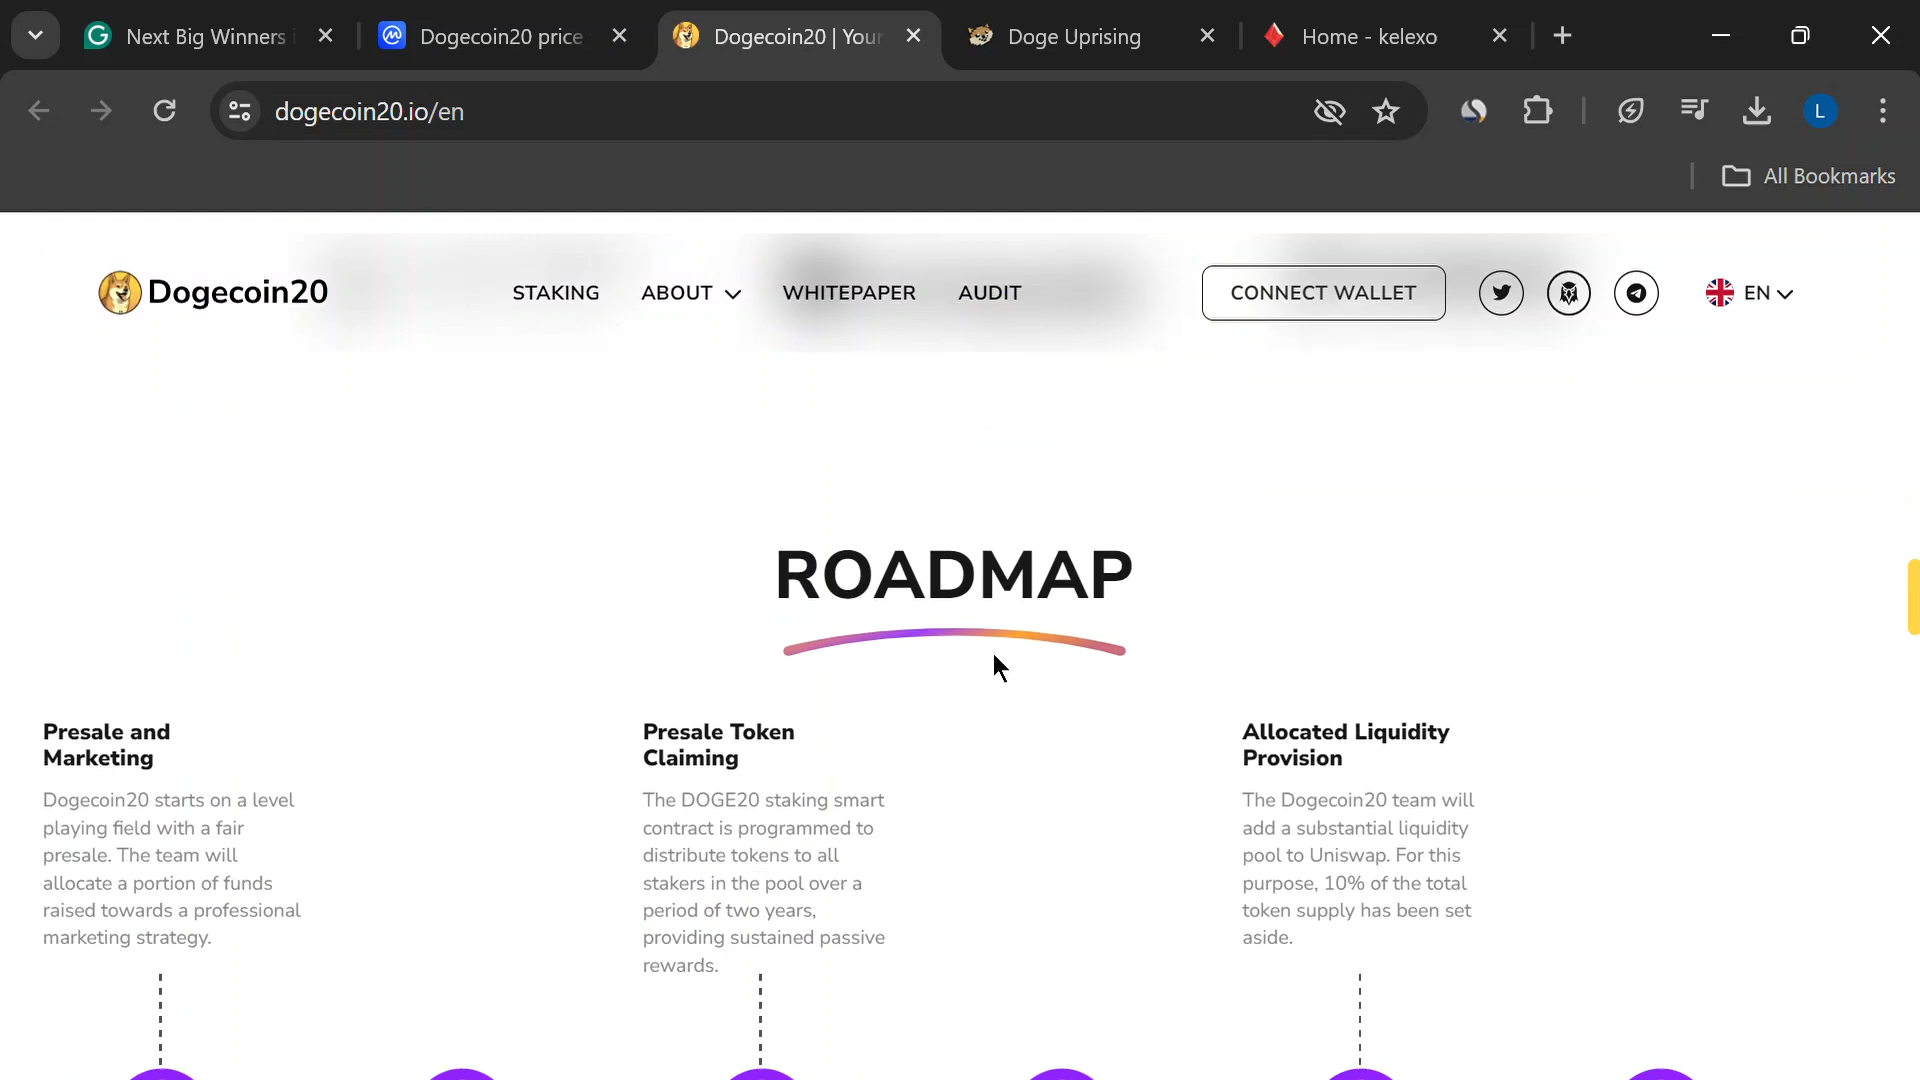 Next Big Winners
Dogecoin20 price
Dogecoin20 | Your
Doge Uprising
Home - kelexo
dogecoin20.io/en
L
All Bookmarks
Dogecoin20
STAKING
ABOUT
WHITEPAPER
AUDIT
CONNECT WALLET
EN
ROADMAP
Presale and
Marketing
Dogecoin20 starts on a level
playing field with a fair
presale. The team will
allocate a portion of funds
raised towards a professional
marketing strategy.
Presale Token
Claiming
The DOGE20 staking smart
contract is programmed to
distribute tokens to all
stakers in the pool over a
period of two years,
providing sustained passive
rewards.
Allocated Liquidity
Provision
The Dogecoin20 team will
add a substantial liquidity
pool to Uniswap. For this
purpose, 10% of the total
token supply has been set
aside.